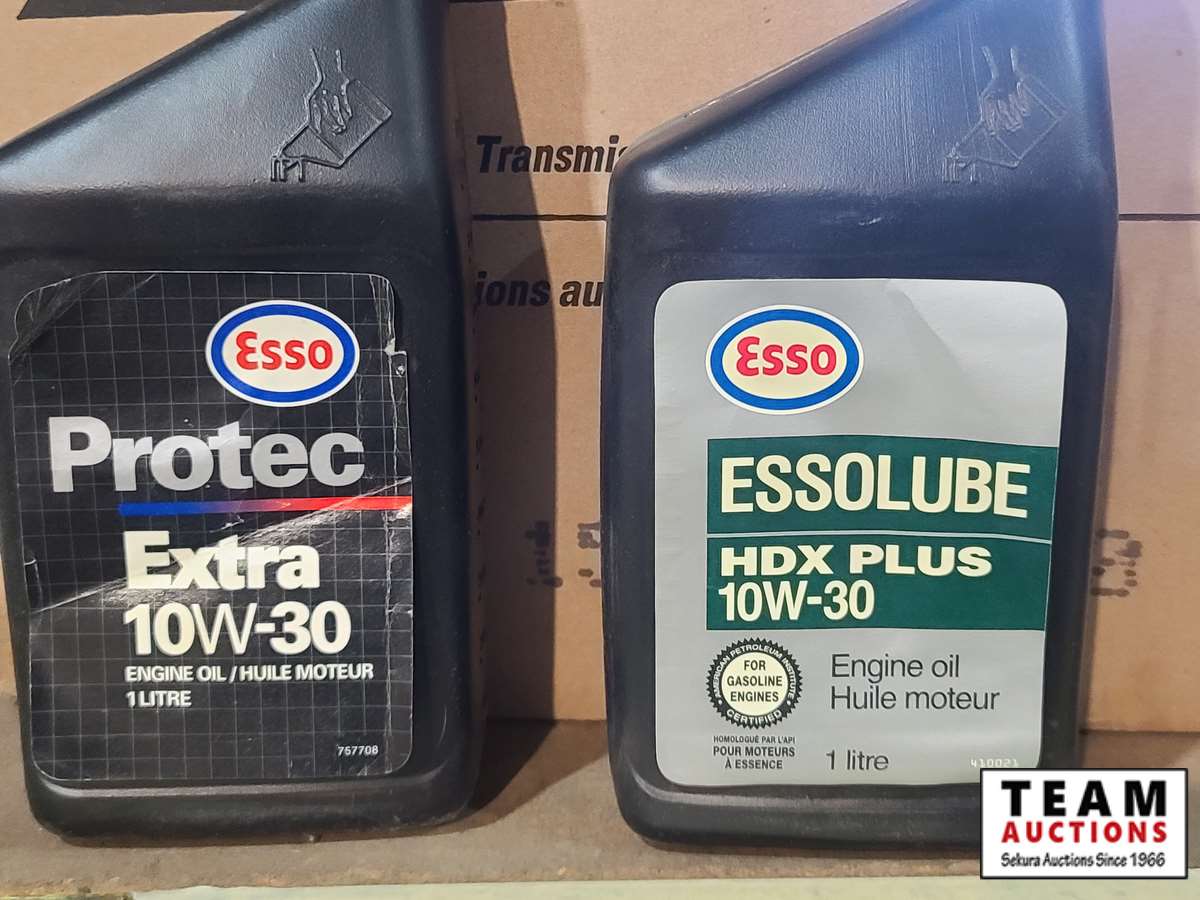 Transmis
ions au
Esso
Protec
Extra
10W-30
ENGINE OIL / HUILE MOTEUR
1 LITRE
757708
Esso
ESSOLUBE
HDX PLUS
10W-30
AMERICAN PETROLEUM INSTITUTE
FOR
GASOLINE
ENGINES
CERTIFIED
HOMOLOGUÉ PAR L'API
POUR MOTEURS
À ESSENCE
Engine oil
Huile moteur
1 litre
410021
TEAM
AUCTIONS
Sekura Auctions Since 1966